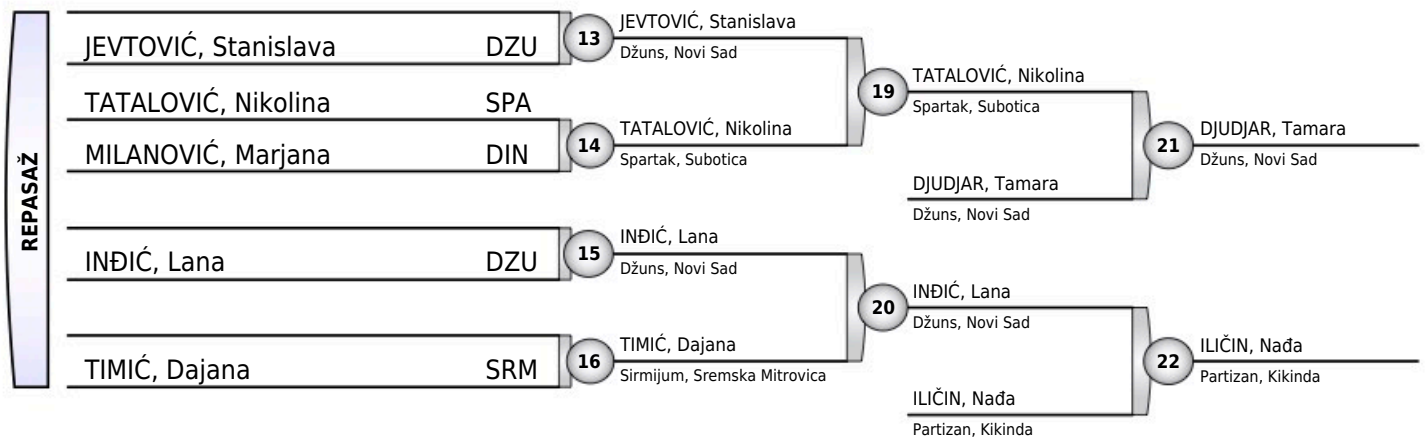 REPASAŽ
JEVTOVIĆ, Stanislava DZU
TATALOVIĆ, Nikolina SPA
MILANOVIĆ, Marjana DIN
INĐIĆ, Lana DZU
TIMIĆ, Dajana SRM
13
JEVTOVIĆ, Stanislava
Džuns, Novi Sad
14
TATALOVIĆ, Nikolina
Spartak, Subotica
15
INĐIĆ, Lana
Džuns, Novi Sad
16
TIMIĆ, Dajana
Sirmijum, Sremska Mitrovica
19
TATALOVIĆ, Nikolina
Spartak, Subotica
DJUDJAR, Tamara
Džuns, Novi Sad
20
INĐIĆ, Lana
Džuns, Novi Sad
ILIČIN, Nađa
Partizan, Kikinda
21
DJUDJAR, Tamara
Džuns, Novi Sad
22
ILIČIN, Nađa
Partizan, Kikinda